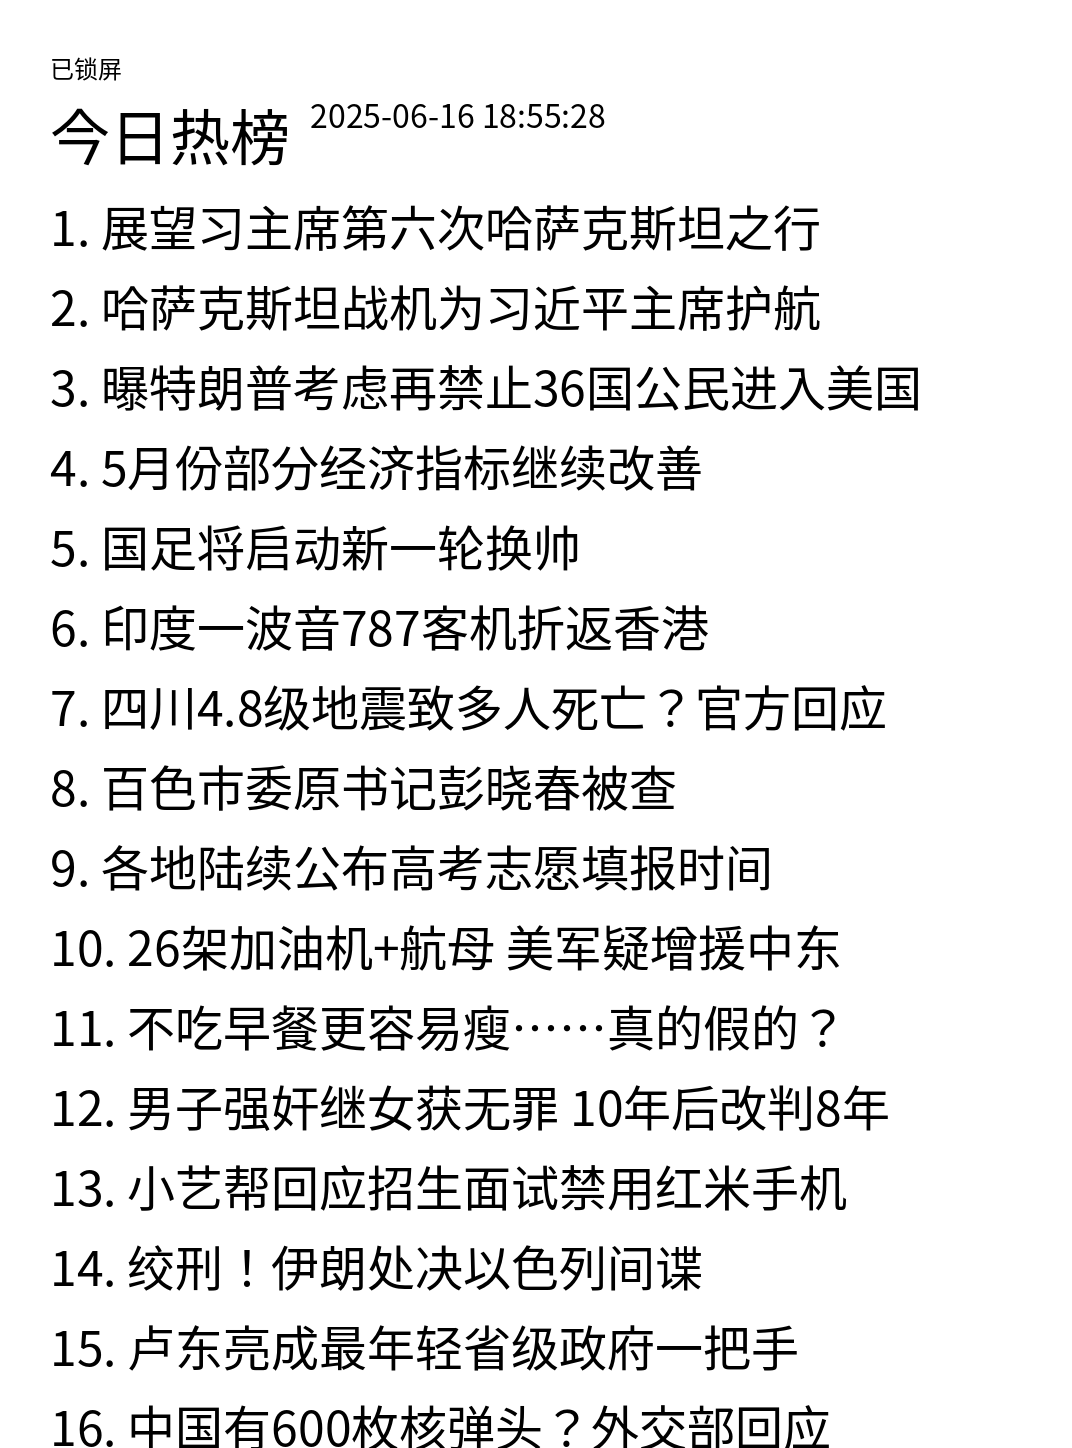 已锁屏
今日热榜 2025-06-16 18:55:28
1. 展望习主席第六次哈萨克斯坦之行
2. 哈萨克斯坦战机为习近平主席护航
3. 曝特朗普考虑再禁止36国公民进入美国
4. 5月份部分经济指标继续改善
5. 国足将启动新一轮换帅
6. 印度一波音787客机折返香港
7. 四川4.8级地震致多人死亡？官方回应
8. 百色市委原书记彭晓春被查
9. 各地陆续公布高考志愿填报时间
10. 26架加油机+航母 美军疑增援中东
11. 不吃早餐更容易瘦……真的假的？
12. 男子强奸继女获无罪 10年后改判8年
13. 小艺帮回应招生面试禁用红米手机
14. 绞刑！伊朗处决以色列间谍
15. 卢东亮成最年轻省级政府一把手
16. 中国有600枚核弹头？外交部回应